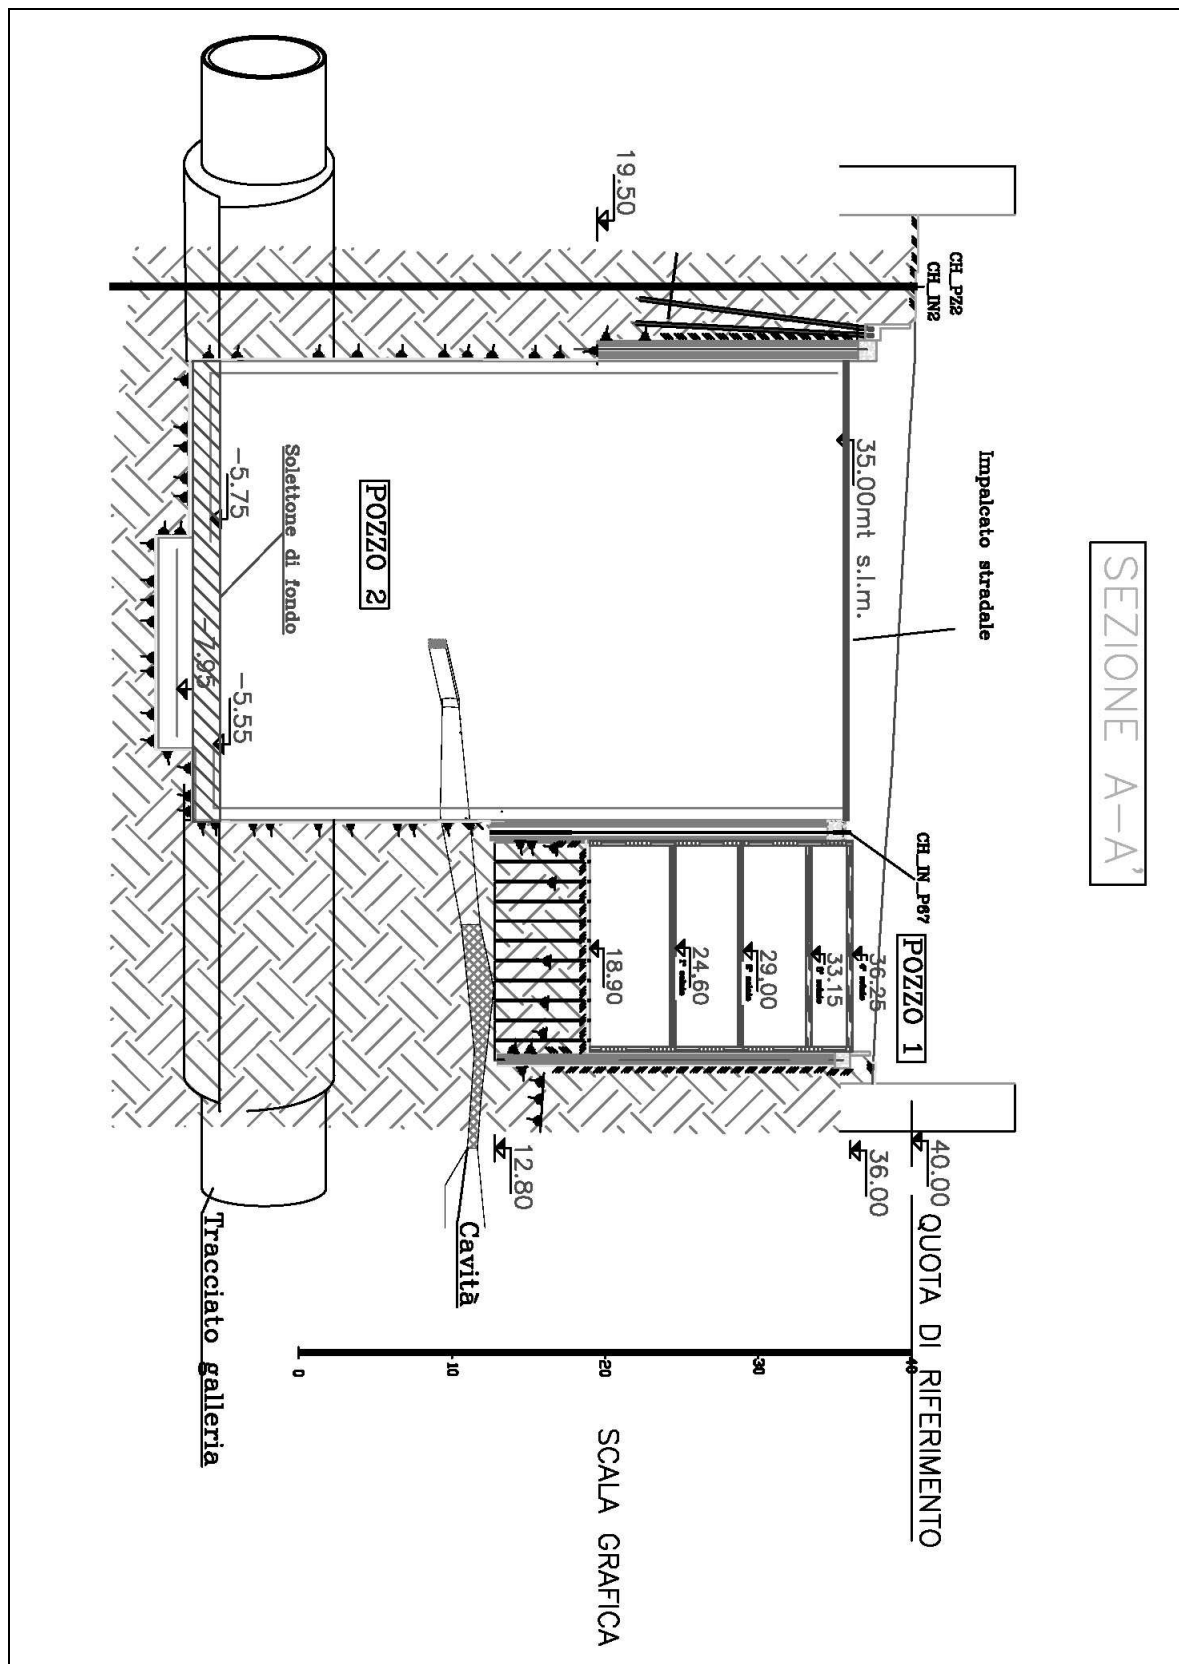 SEZIONE A-A'
QUOTA DI RIFERIMENTO
40.00
36.00
CH_PZ2
CH_IN2
Impalcato stradale
CH_IN_P67
POZZO 1
36.25
33.15
29,00
24,60
18.90
35.00mt s.l.m.
19.50
12.80
POZZO 2
Cavità
Solettone di fondo
-5.75
-5.55
-7.95
Tracciato galleria
SCALA GRAFICA
40
30
20
10
0